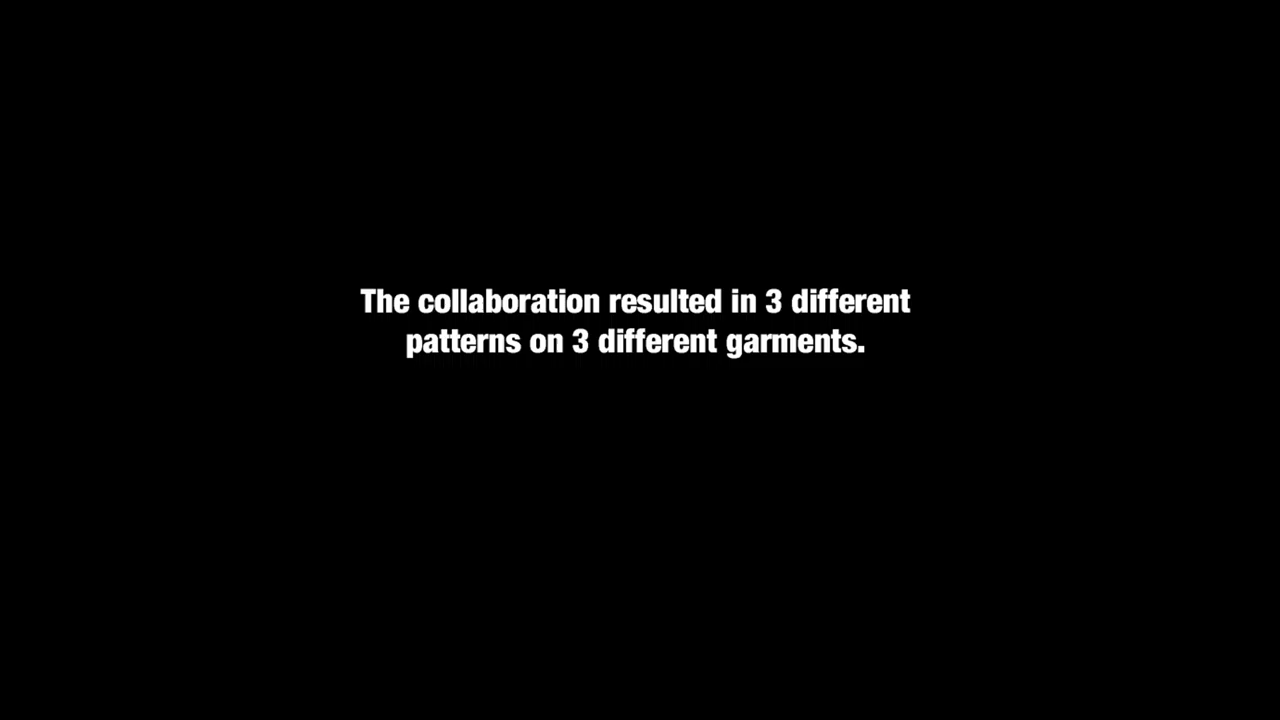 The collaboration resulted in 3 different
patterns on 3 different garments.